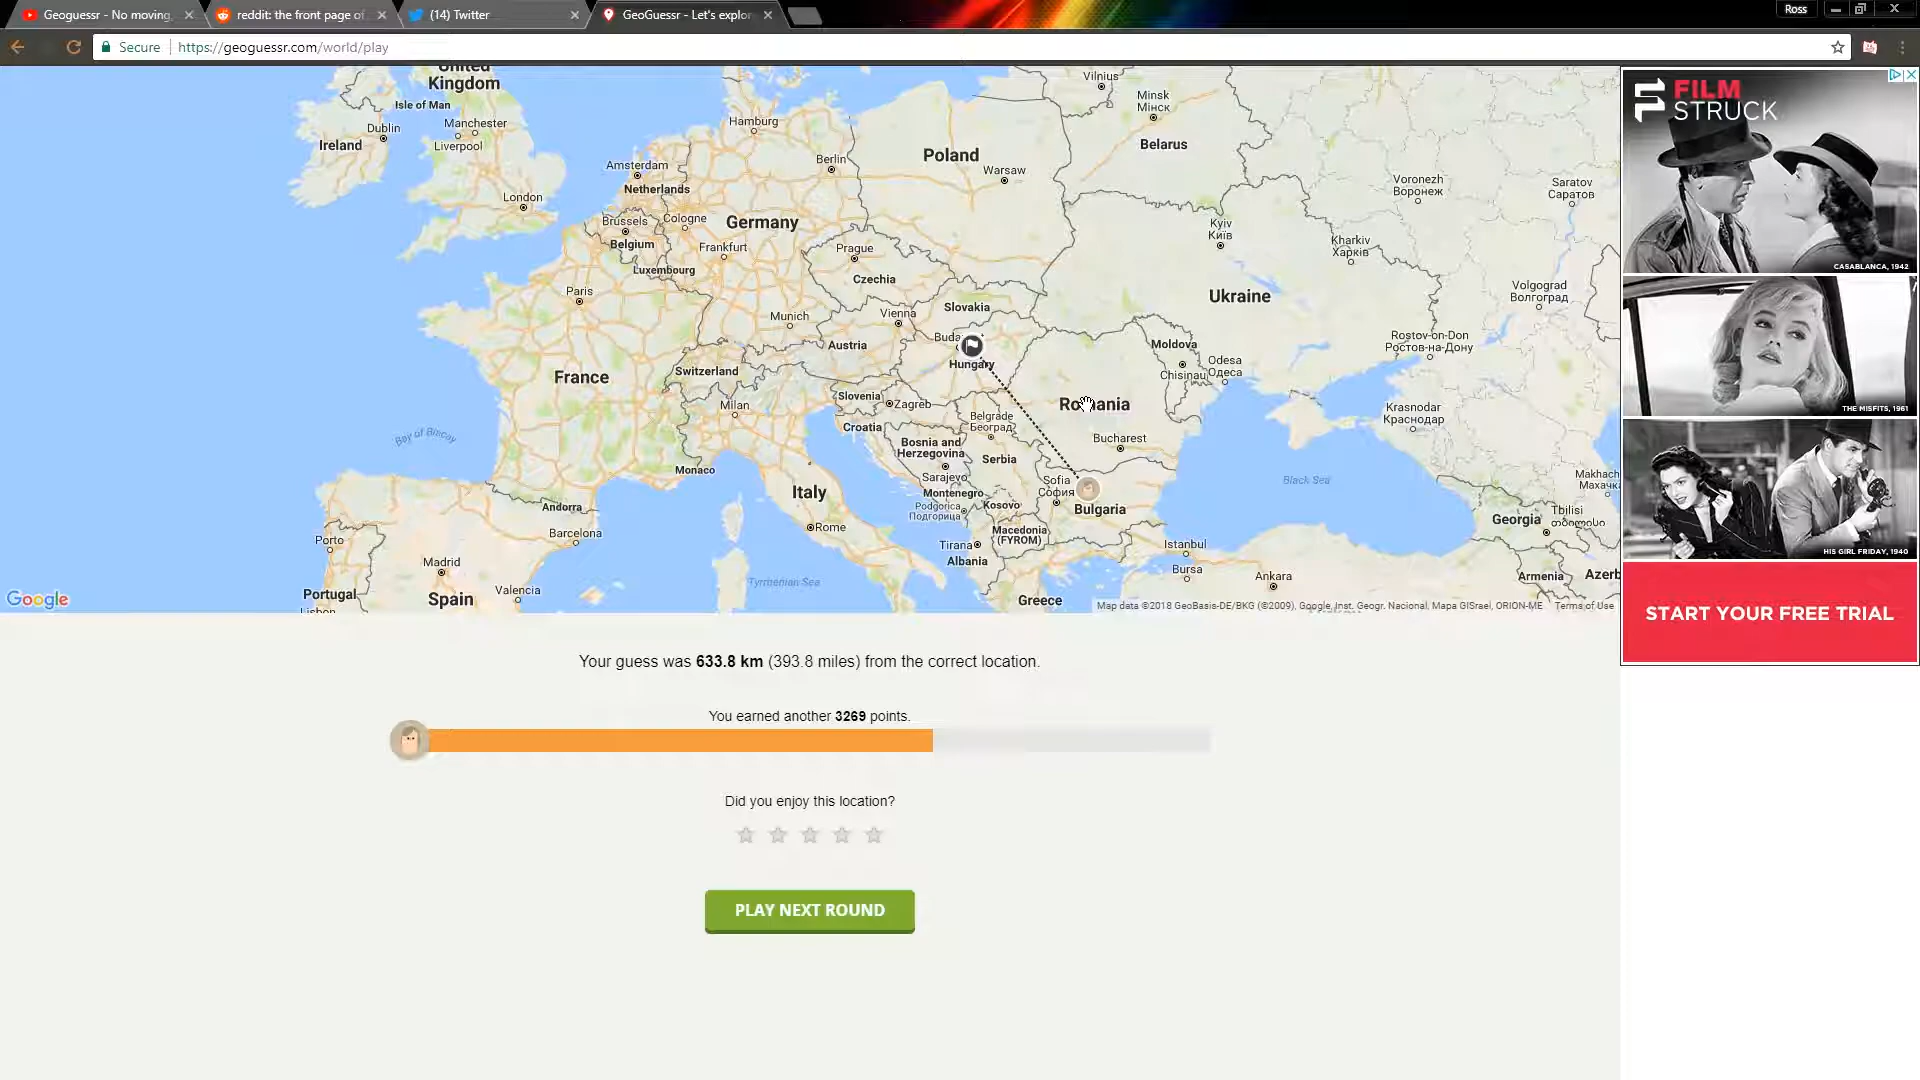 Geoguessr - No moving,
reddit: the front page of
(14) Twitter
GeoGuessr - Let's explor
Ross
Secure
https://geoguessr.com/world/play
United
Kingdom
Isle of Man
Dublin
Ireland
Manchester
Liverpool
London
Hamburg
Amsterdam
Netherlands
Berlin
Poland
Warsaw
Vilnius
Minsk
Мінск
Belarus
Voronezh
Воронеж
Saratov
Саратов
Brussels
Belgium
Cologne
Germany
Frankfurt
Luxembourg
Prague
Czechia
Kyiv
Київ
Kharkiv
Харків
Ukraine
Volgograd
Волгоград
Paris
Munich
Vienna
Slovakia
Austria
Hungary
Moldova
Chisinau
Odesa
Одеса
Rostov-on-Don
Ростов-на-Дону
France
Switzerland
Milan
Slovenia
Zagreb
Croatia
Belgrade
Београд
Romania
Bucharest
Krasnodar
Краснодар
Bosnia and
Herzegovina
Serbia
Sarajevo
Montenegro
Podgorica
Подгорица
Kosovo
Sofia
София
Bulgaria
Black Sea
Makhach
Махачк
Bay of Biscay
Monaco
Italy
Rome
Andorra
Barcelona
Macedonia
(FYROM)
Tirana
Albania
Istanbul
Bursa
Ankara
Georgia
Tbilisi
თბილისი
Armenia
Azerb
Porto
Madrid
Portugal
Spain
Valencia
Lisbon
Tyrrhenian Sea
Greece
Google
Map data ©2018 GeoBasis-DE/BKG (©2009), Google, Inst. Geogr. Nacional, Mapa GISrael, ORION-ME
Terms of Use
FILM
STRUCK
CASABLANCA, 1942
THE MISFITS, 1961
HIS GIRL FRIDAY, 1940
START YOUR FREE TRIAL
Your guess was 633.8 km (393.8 miles) from the correct location.
You earned another 3269 points.
Did you enjoy this location?
PLAY NEXT ROUND